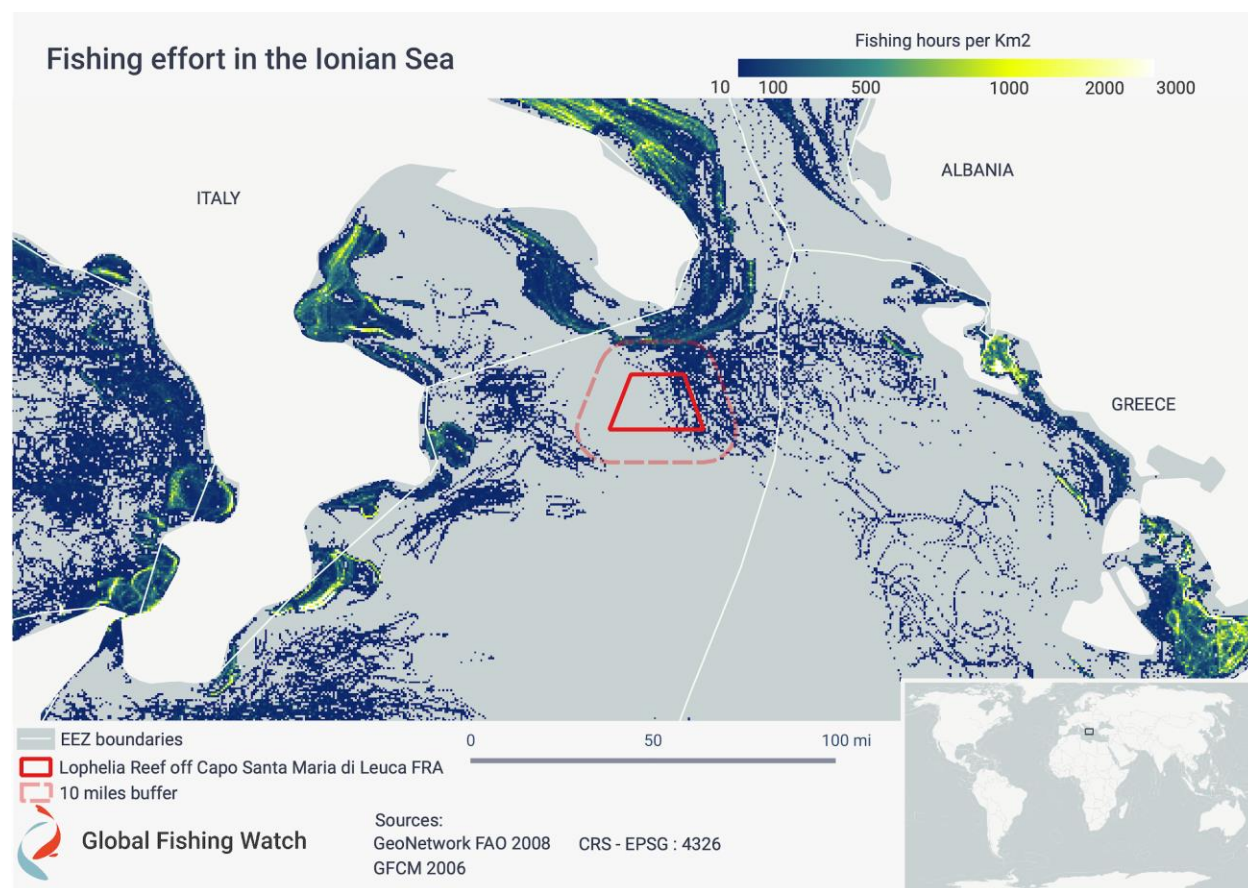 Fishing effort in the Ionian Sea
Fishing hours per Km2
10 100 500 1000 2000 3000
ITALY
ALBANIA
GREECE
EEZ boundaries
Lophelia Reef off Capo Santa Maria di Leuca FRA
10 miles buffer
0 50 100 mi
Global Fishing Watch
Sources:
GeoNetwork FAO 2008 CRS - EPSG : 4326
GFCM 2006